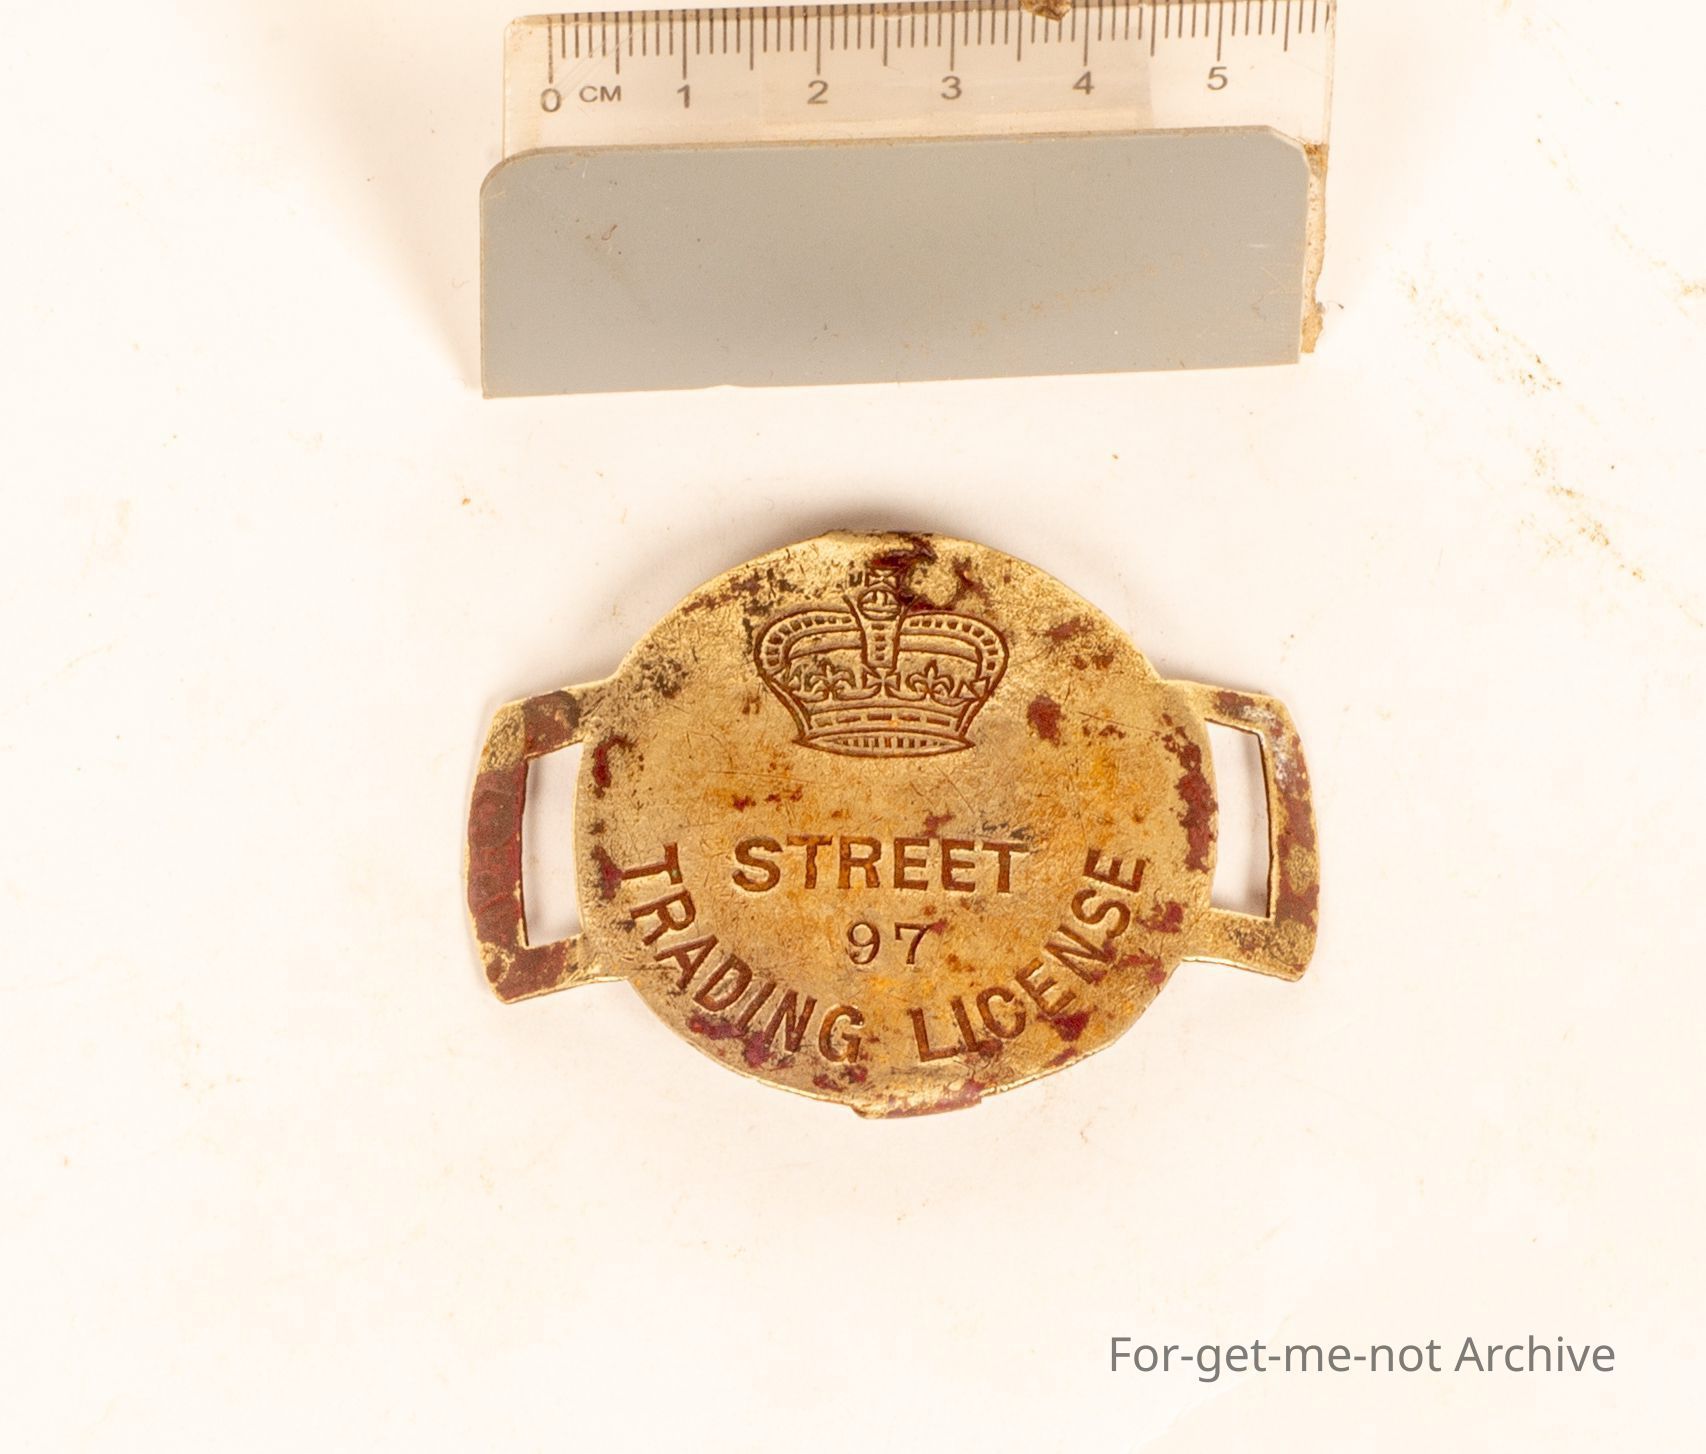 0 CM 1 2 3 4 5
STREET
97
TRADING LICENSE
For-get-me-not Archive